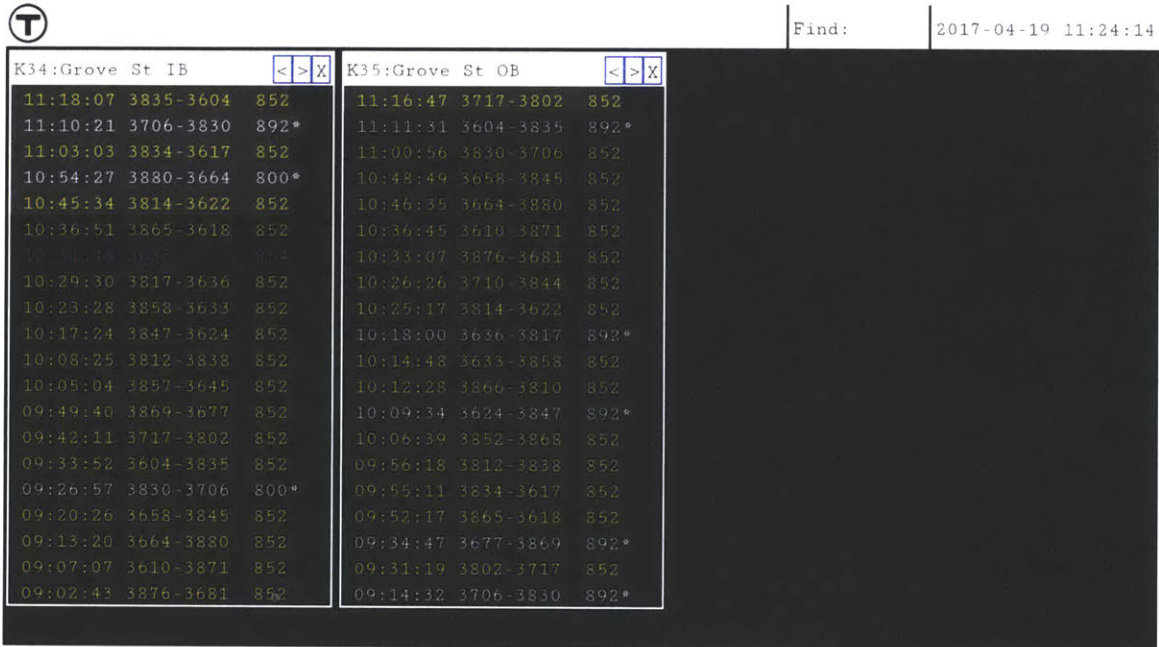 T
Find:
2017-04-19 11:24:14
K34:Grove St IB < > X
11:18:07 3835-3604 852
11:10:21 3706-3830 892*
11:03:03 3834-3617 852
10:54:27 3880-3664 800*
10:45:34 3814-3622 852
10:36:51 3865-3618 852
10:29:30 3817-3636 852
10:23:28 3858-3633 852
10:17:24 3847-3624 852
10:08:25 3812-3838 852
10:05:04 3857-3645 852
09:49:40 3869-3677 852
09:42:11 3717-3802 852
09:33:52 3604-3835 852
09:26:57 3830-3706 800*
09:20:26 3658-3845 852
09:13:20 3664-3880 852
09:07:07 3610-3871 852
09:02:43 3876-3681 852
K35:Grove St OB < > X
11:16:47 3717-3802 852
11:11:31 3604-3835 892*
11:00:56 3830-3706 852
10:48:49 3658-3845 852
10:46:35 3664-3880 852
10:36:45 3610-3871 852
10:33:07 3876-3681 852
10:26:26 3710-3844 852
10:25:17 3814-3622 852
10:18:00 3636-3817 892*
10:14:48 3633-3858 852
10:12:28 3866-3810 852
10:09:34 3624-3847 892*
10:06:39 3852-3868 852
09:56:18 3812-3838 852
09:55:11 3834-3617 852
09:52:17 3865-3618 852
09:34:47 3677-3869 892*
09:31:19 3802-3717 852
09:14:32 3706-3830 892*